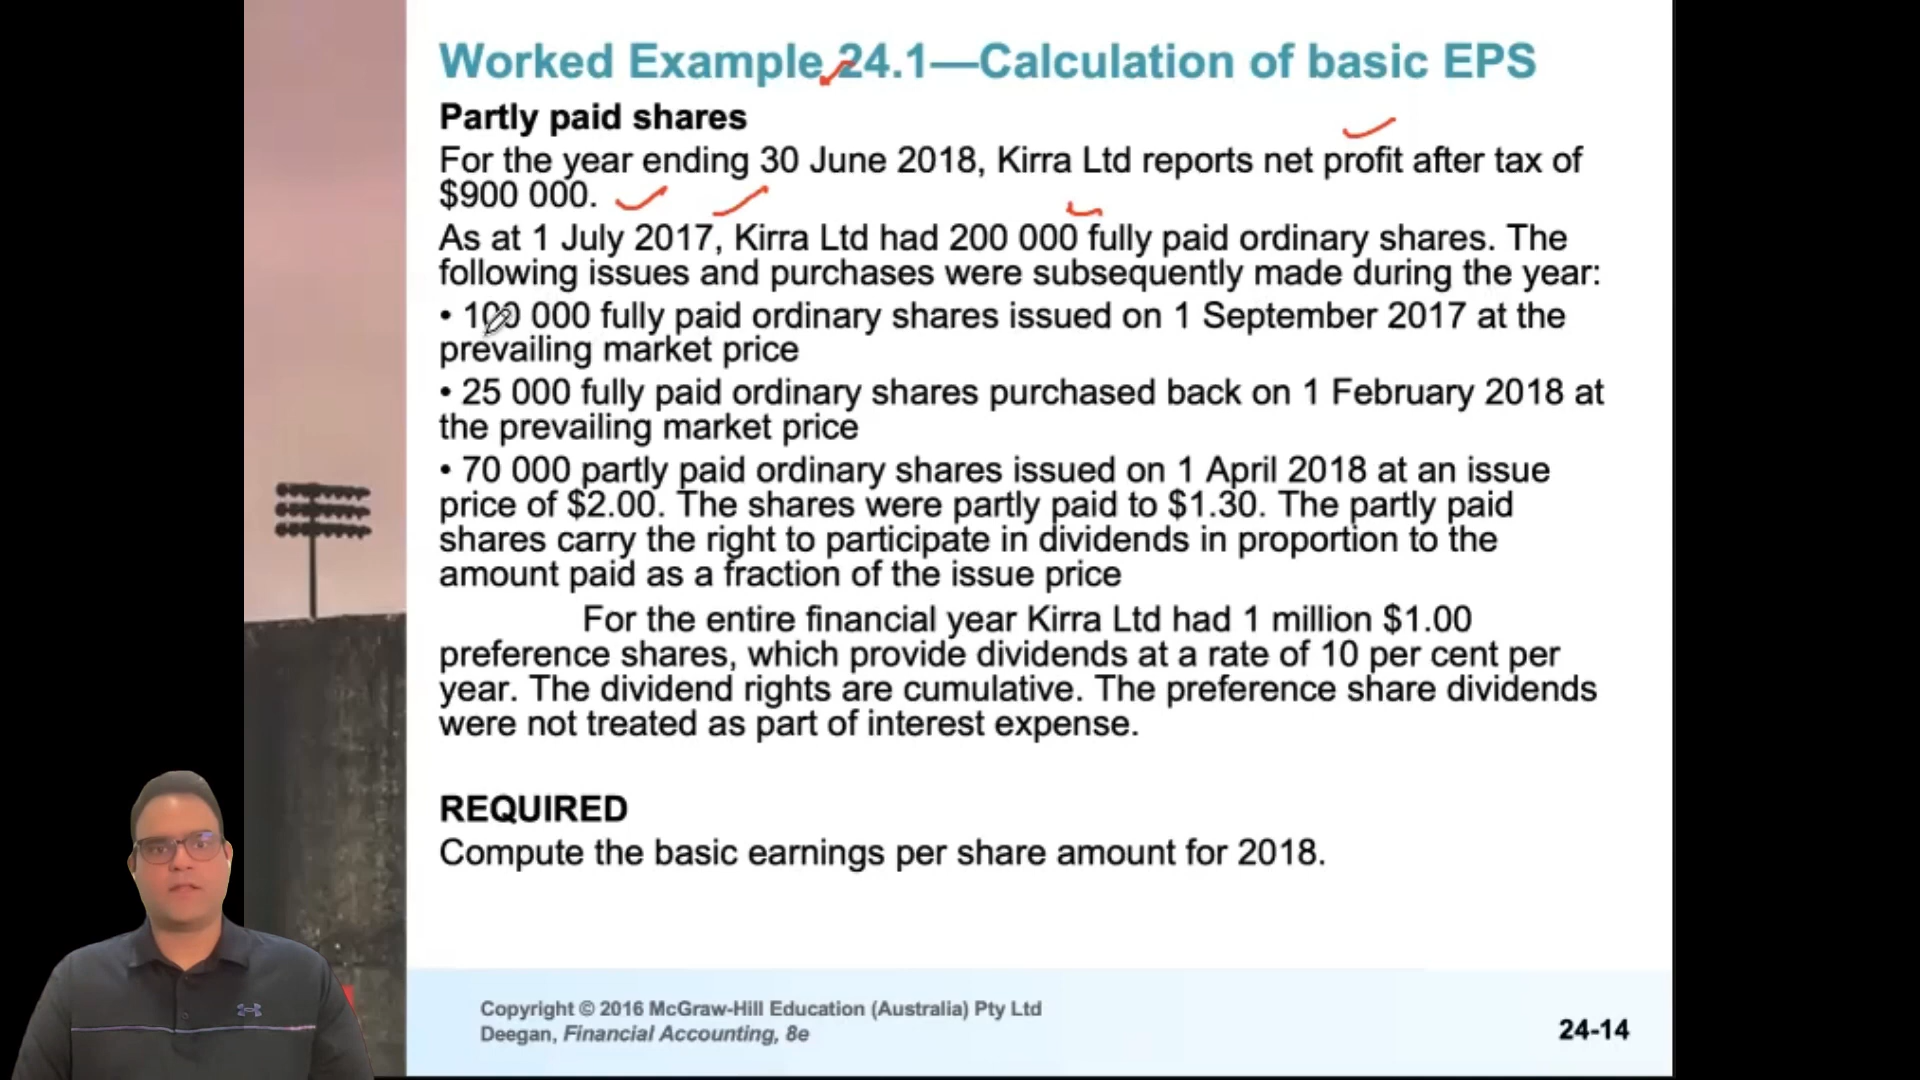 Worked Example 24.1—Calculation of basic EPS
Partly paid shares
For the year ending 30 June 2018, Kirra Ltd reports net profit after tax of
$900 000.
As at 1 July 2017, Kirra Ltd had 200 000 fully paid ordinary shares. The
following issues and purchases were subsequently made during the year:
• 100 000 fully paid ordinary shares issued on 1 September 2017 at the
prevailing market price
• 25 000 fully paid ordinary shares purchased back on 1 February 2018 at
the prevailing market price
• 70 000 partly paid ordinary shares issued on 1 April 2018 at an issue
price of $2.00. The shares were partly paid to $1.30. The partly paid
shares carry the right to participate in dividends in proportion to the
amount paid as a fraction of the issue price
For the entire financial year Kirra Ltd had 1 million $1.00
preference shares, which provide dividends at a rate of 10 per cent per
year. The dividend rights are cumulative. The preference share dividends
were not treated as part of interest expense.
REQUIRED
Compute the basic earnings per share amount for 2018.
Copyright © 2016 McGraw-Hill Education (Australia) Pty Ltd
Deegan, Financial Accounting, 8e
24-14